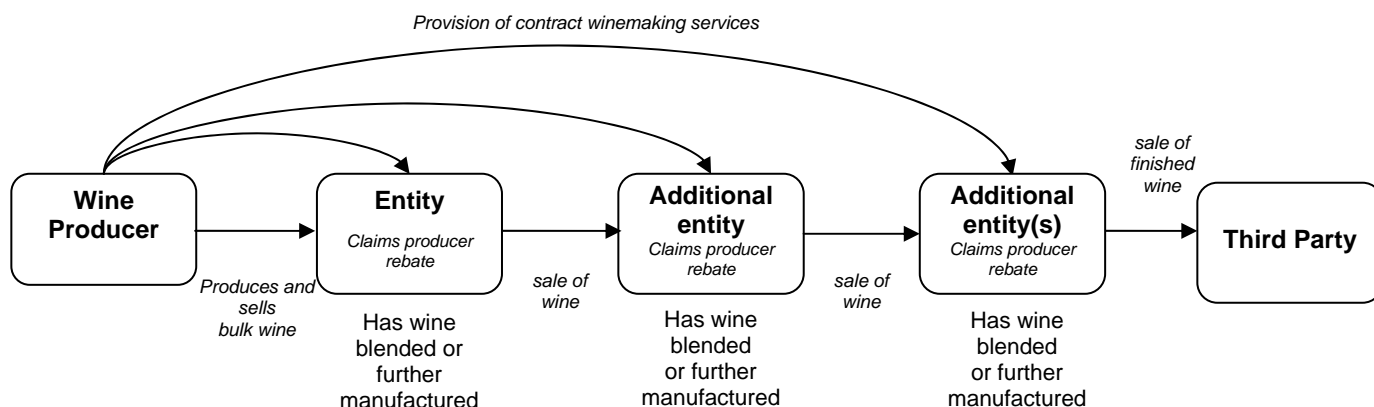 Provision of contract winemaking services
sale of
finished
wine
Wine
Producer
Entity
Claims producer
rebate
Additional
entity
Claims producer
rebate
Additional
entity(s)
Claims producer
rebate
Third Party
Produces and
sells
bulk wine
sale of
wine
sale of
wine
Has wine
blended or
further
manufactured
Has wine
blended
or further
manufactured
Has wine
blended
or further
manufactured